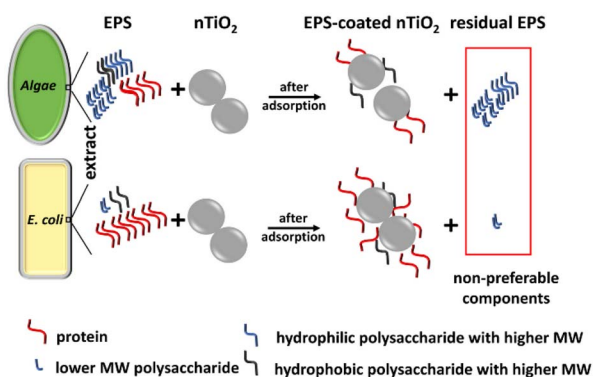 EPS nTiO₂ EPS-coated nTiO₂ residual EPS
Algae
+
after
adsorption
+
extract
E. coli
+
after
adsorption
+
non-preferable
components
protein
hydrophilic polysaccharide with higher MW
lower MW polysaccharide
hydrophobic polysaccharide with higher MW